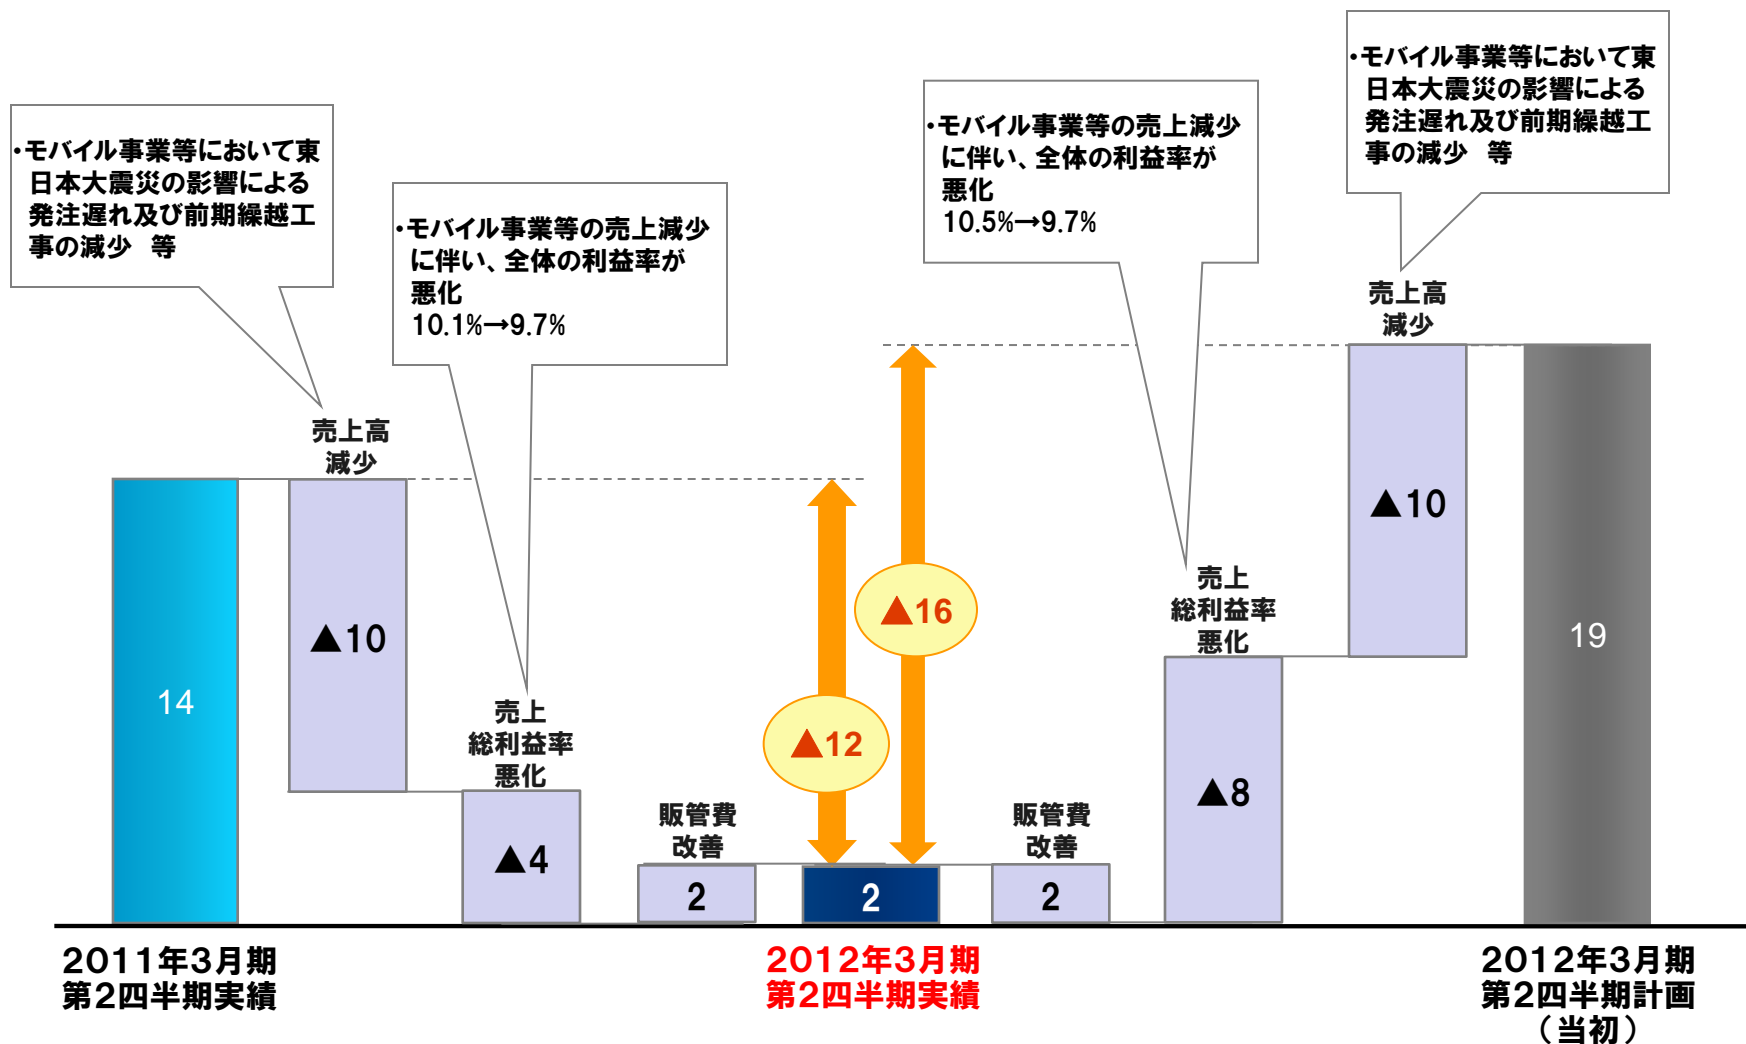 ・モバイル事業等において東
日本大震災の影響による
発注遅れ及び前期繰越工
事の減少　等
・モバイル事業等の売上減少
に伴い、全体の利益率が
悪化
10.1%→9.7%
・モバイル事業等の売上減少
に伴い、全体の利益率が
悪化
10.5%→9.7%
・モバイル事業等において東
日本大震災の影響による
発注遅れ及び前期繰越工
事の減少　等
14
売上高
減少
▲10
売上
総利益率
悪化
▲4
販管費
改善
2
▲12
▲16
2
販管費
改善
2
売上
総利益率
悪化
▲8
売上高
減少
▲10
19
2011年3月期
第2四半期実績
2012年3月期
第2四半期実績
2012年3月期
第2四半期計画
（当初）